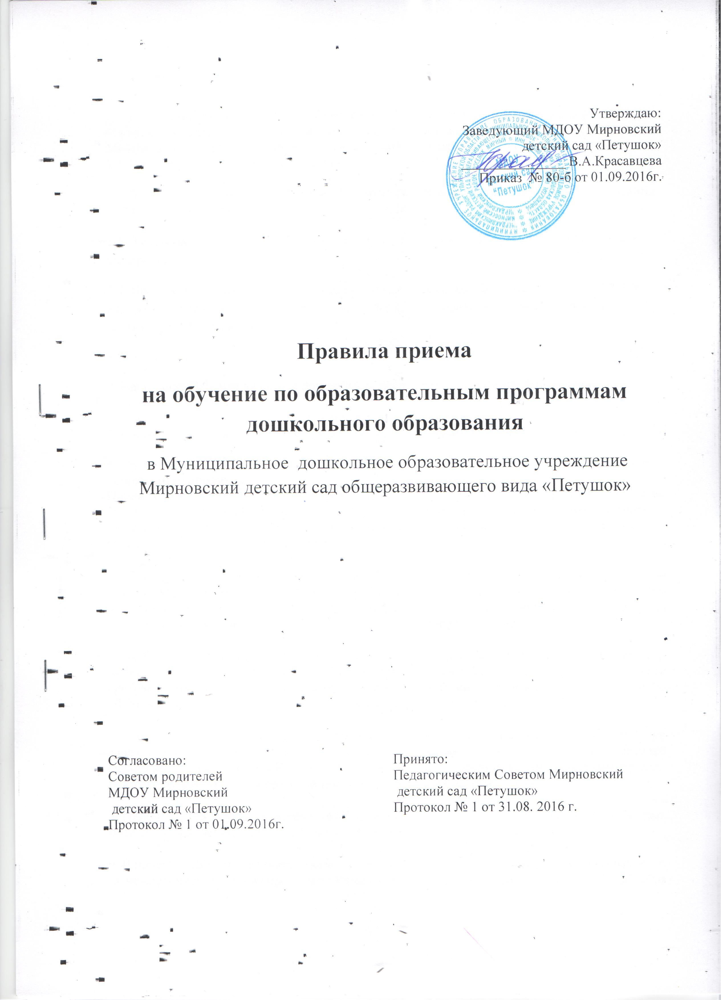 Утверждаю:
Заведующий МДОУ Мирновский
детский сад «Петушок»
В.А.Красавцева
Приказ № 80-б от 01.09.2016г.
МДОУ
детский сад
"Петушок"
Правила приема
на обучение по образовательным программам
дошкольного образования
в Муниципальное дошкольное образовательное учреждение
Мирновский детский сад общеразвивающего вида «Петушок»
Согласовано:
Советом родителей
МДОУ Мирновский
детский сад «Петушок»
Протокол № 1 от 01.09.2016г.
Принято:
Педагогическим Советом Мирновский
детский сад «Петушок»
Протокол № 1 от 31.08. 2016 г.